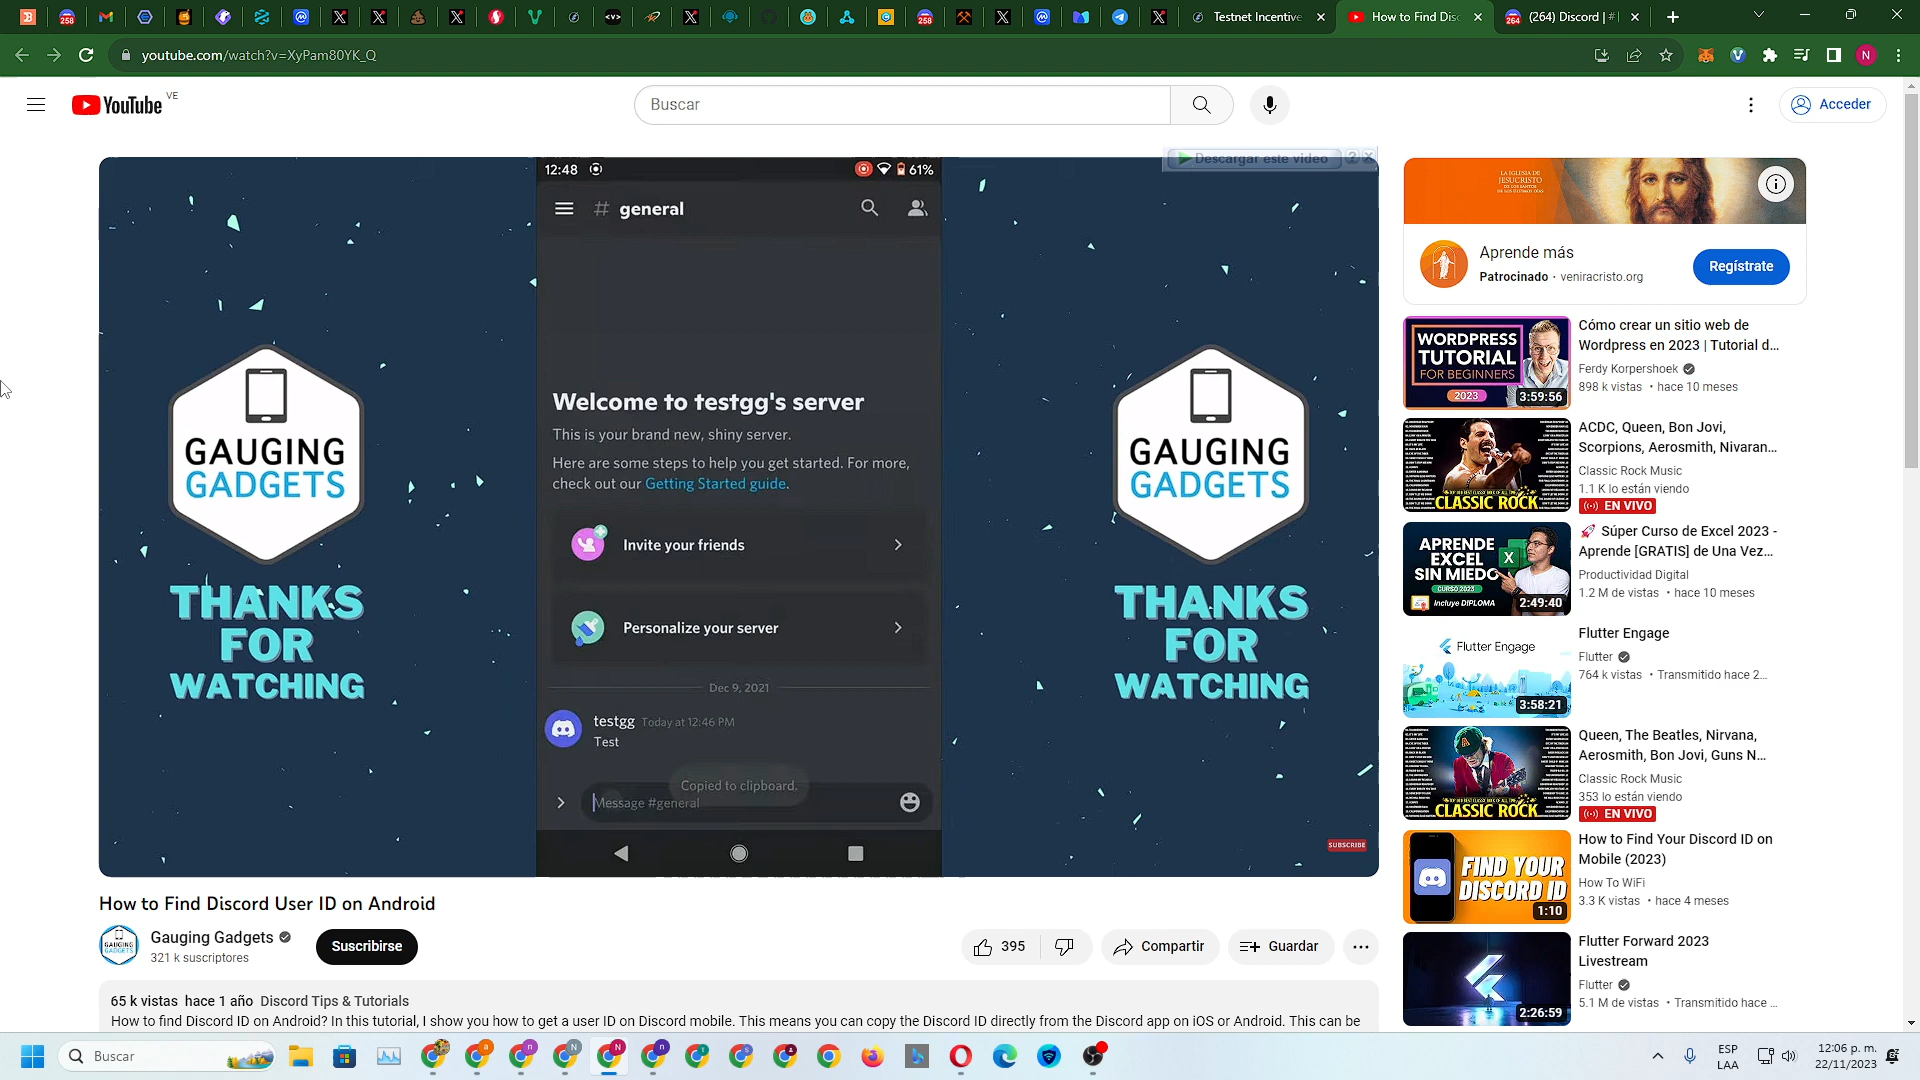 Testnet Incentive
How to Find Disc
(264) Discord | #
youtube.com/watch?v=XyPam80YK_Q
N
YouTube VE
Buscar
Acceder
Descargar este video
12:48
61%
# general
Welcome to testgg's server
This is your brand new, shiny server.
Here are some steps to help you get started. For more,
check out our Getting Started guide.
Invite your friends
Personalize your server
Dec 9, 2021
testgg Today at 12:46 PM
Test
Copied to clipboard.
Message #general
GAUGING
GADGETS
THANKS
FOR
WATCHING
GAUGING
GADGETS
THANKS
FOR
WATCHING
SUBSCRIBE
How to Find Discord User ID on Android
Gauging Gadgets
321 k suscriptores
Suscribirse
395
Compartir
Guardar
65 k vistas hace 1 año Discord Tips & Tutorials
How to find Discord ID on Android? In this tutorial, I show you how to get a user ID on Discord mobile. This means you can copy the Discord ID directly from the Discord app on iOS or Android. This can be
LA IGLESIA DE
JESUCRISTO
DE LOS SANTOS
DE LOS ÚLTIMOS DÍAS
Aprende más
Patrocinado · veniracristo.org
Regístrate
WORDPRESS
TUTORIAL
FOR BEGINNERS
2023
3:59:56
Cómo crear un sitio web de
Wordpress en 2023 | Tutorial d...
Ferdy Korpershoek
898 k vistas • hace 10 meses
CLASSIC ROCK
ACDC, Queen, Bon Jovi,
Scorpions, Aerosmith, Nivaran...
Classic Rock Music
1.1 K lo están viendo
EN VIVO
APRENDE
EXCEL
SIN MIEDO
CURSO 2023
Incluye DIPLOMA
2:49:40
🚀 Súper Curso de Excel 2023 -
Aprende [GRATIS] de Una Vez...
Productividad Digital
1.2 M de vistas • hace 10 meses
Flutter Engage
3:58:21
Flutter Engage
Flutter
764 k vistas • Transmitido hace 2...
CLASSIC ROCK
Queen, The Beatles, Nirvana,
Aerosmith, Bon Jovi, Guns N...
Classic Rock Music
353 lo están viendo
EN VIVO
FIND YOUR
DISCORD ID
1:10
How to Find Your Discord ID on
Mobile (2023)
How To WiFi
3.3 K vistas • hace 4 meses
2:26:59
Flutter Forward 2023
Livestream
Flutter
5.1 M de vistas • Transmitido hace ...
Buscar
ESP
LAA
12:06 p. m.
22/11/2023